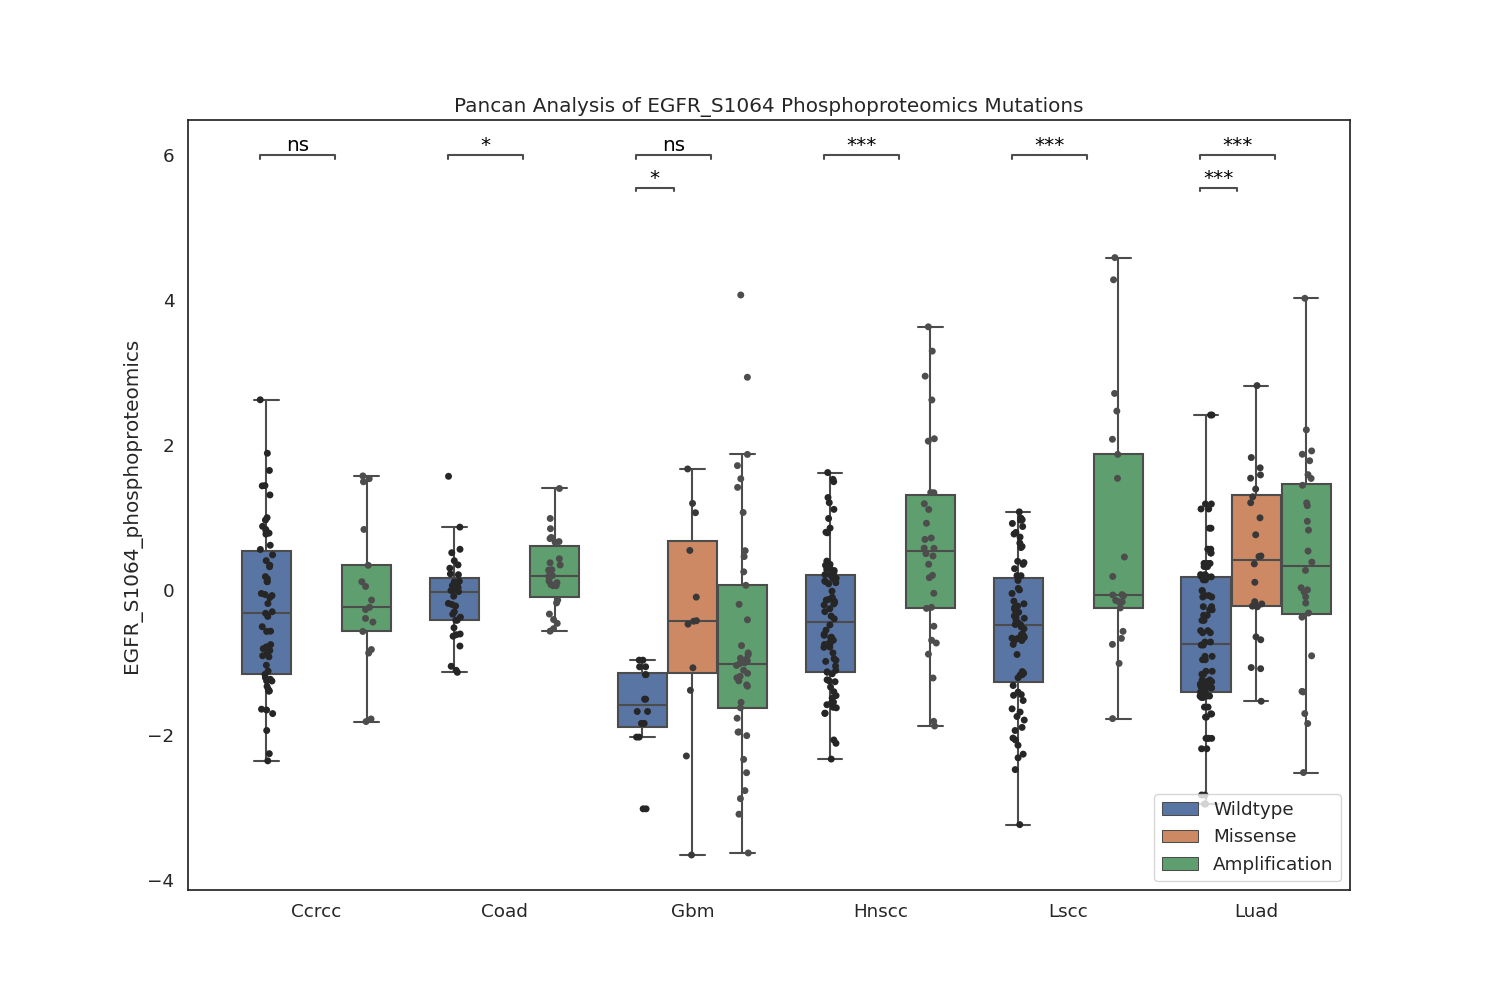 Pancan Analysis of EGFR_S1064 Phosphoproteomics Mutations
ns * ns *** *** ***
* ***
6
4
2
0
−2
−4
EGFR_S1064_phosphoproteomics
Wildtype
Missense
Amplification
Ccrcc Coad Gbm Hnscc Lscc Luad